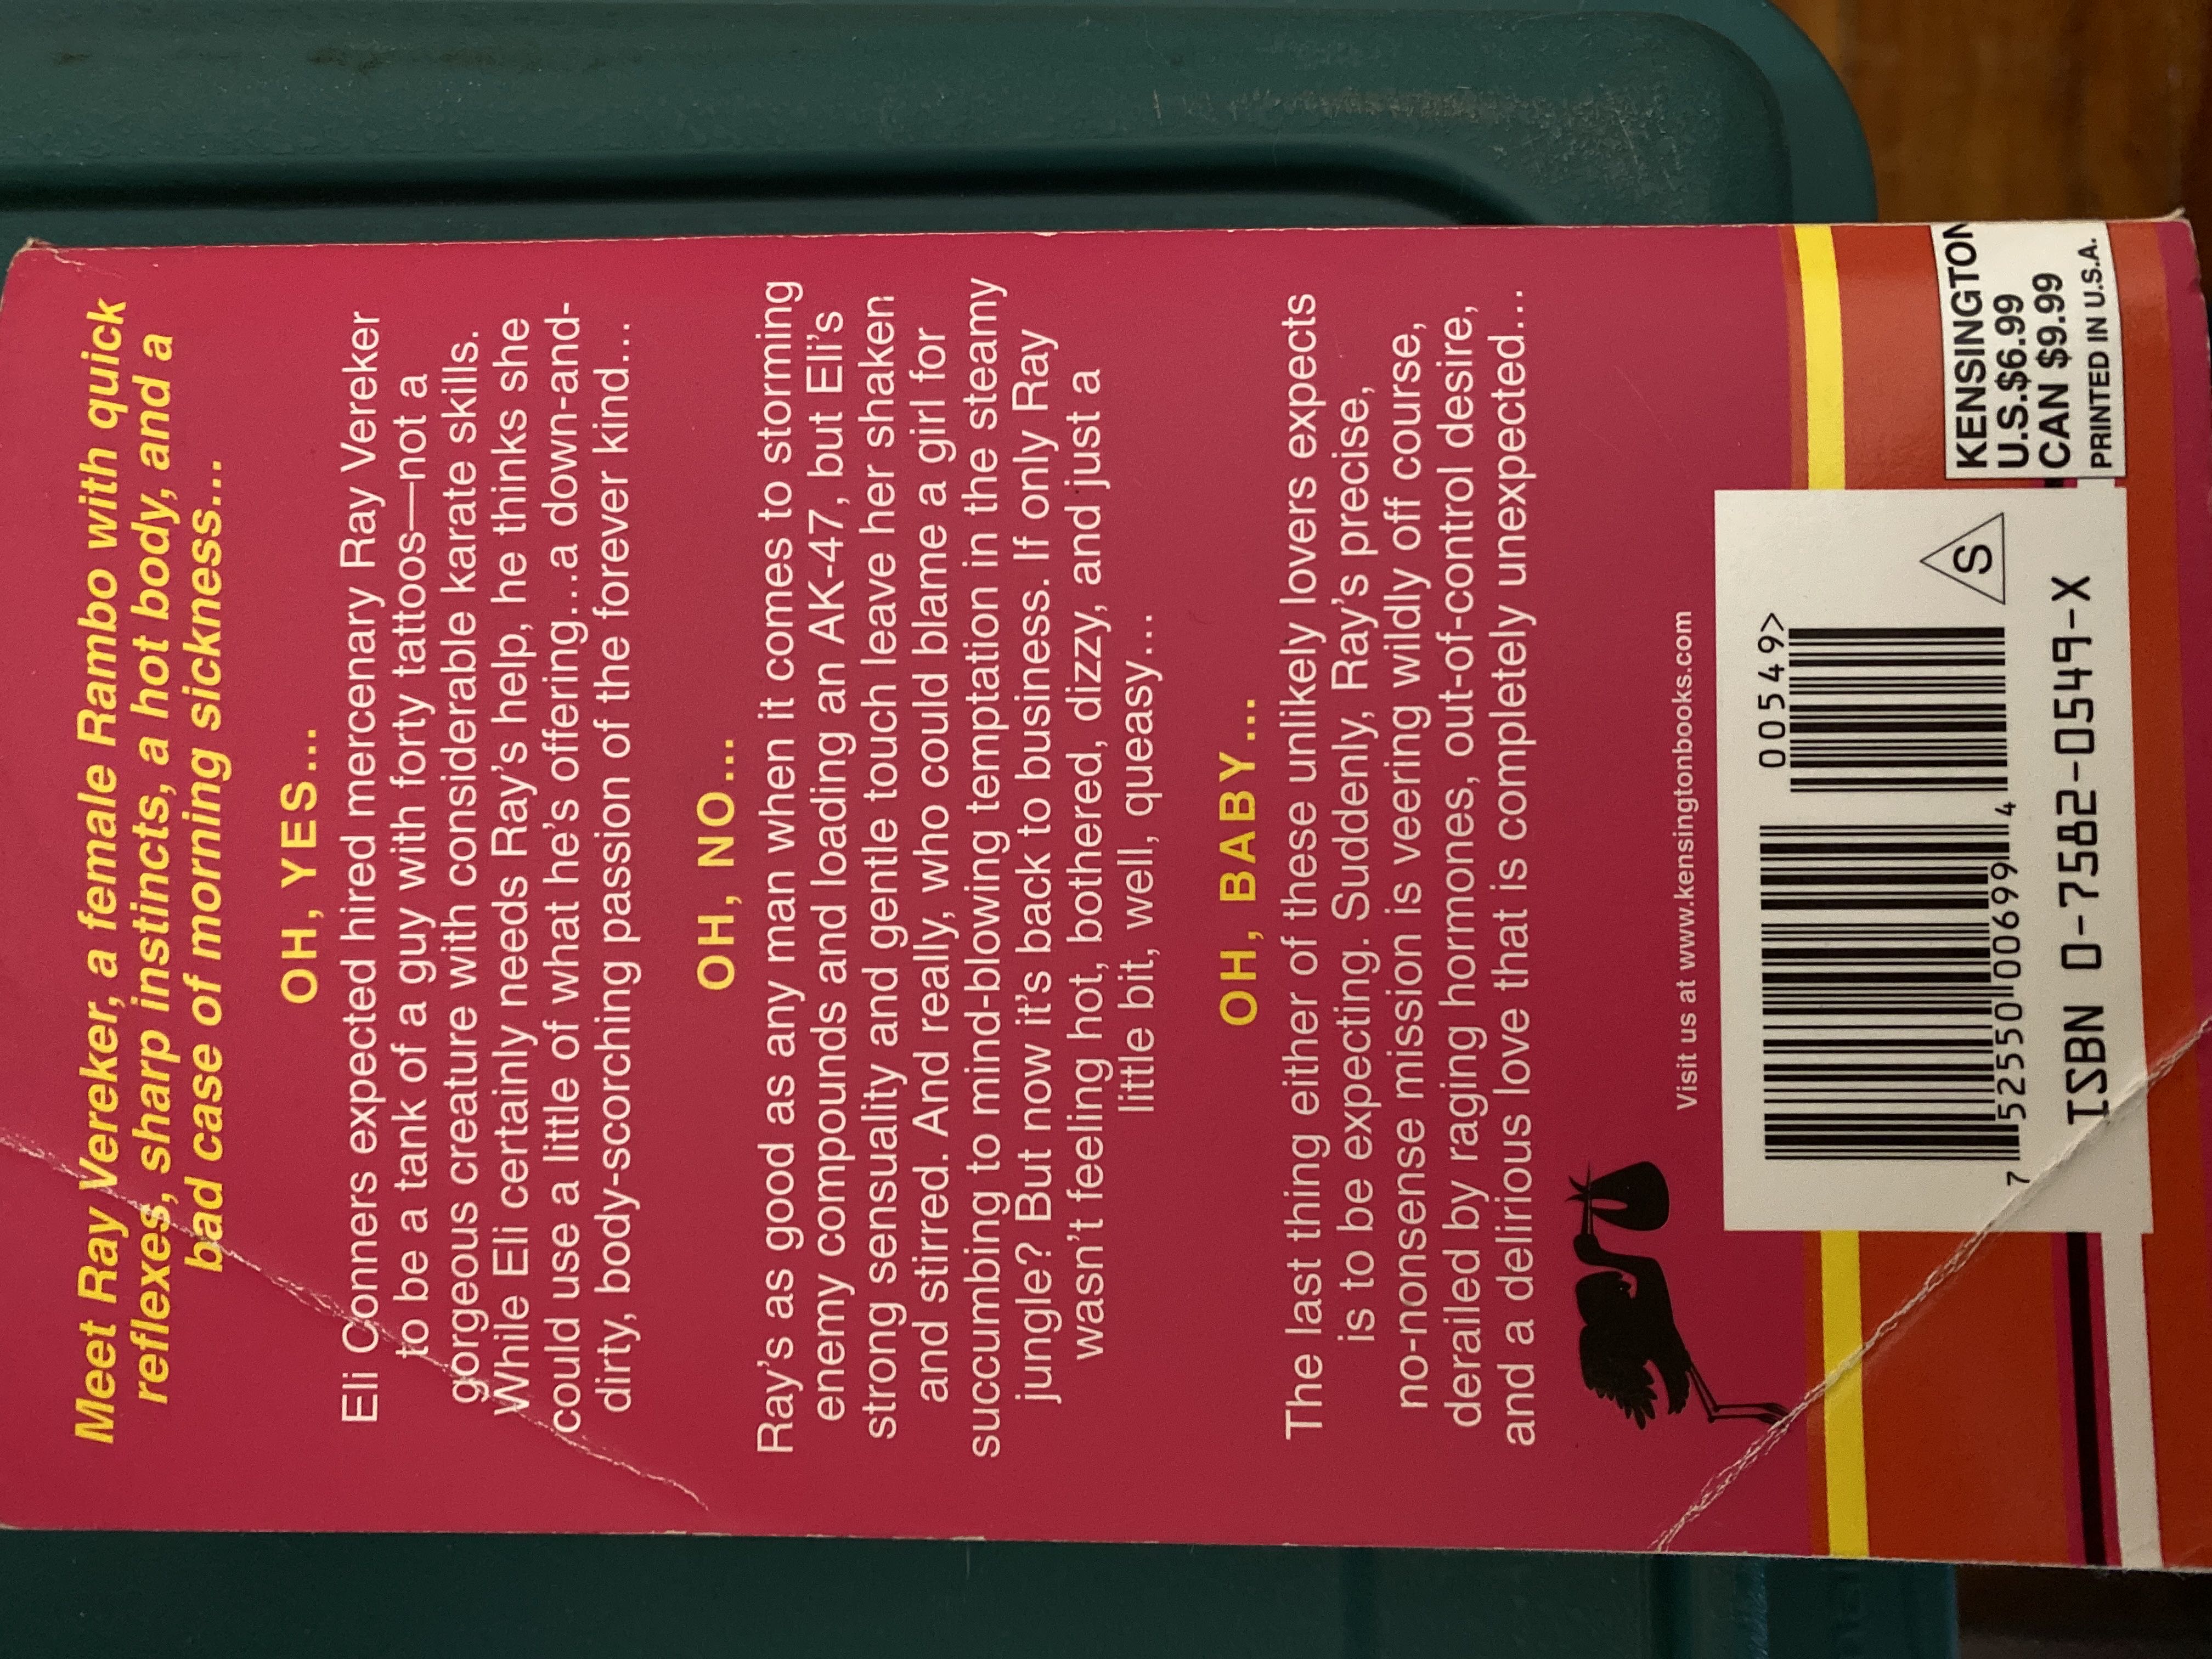 Meet Ray Vereker, a female Rambo with quick
reflexes, sharp instincts, a hot body, and a
bad case of morning sickness...
OH, YES...
Eli Conners expected hired mercenary Ray Vereker
to be a tank of a guy with forty tattoos—not a
gorgeous creature with considerable karate skills.
While Eli certainly needs Ray's help, he thinks she
could use a little of what he's offering...a down-and-
dirty, body-scorching passion of the forever kind...
OH, NO...
Ray's as good as any man when it comes to storming
enemy compounds and loading an AK-47, but Eli's
strong sensuality and gentle touch leave her shaken
and stirred. And really, who could blame a girl for
succumbing to mind-blowing temptation in the steamy
jungle? But now it's back to business. If only Ray
wasn't feeling hot, bothered, dizzy, and just a
little bit, well, queasy...
OH, BABY...
The last thing either of these unlikely lovers expects
is to be expecting. Suddenly, Ray's precise,
no-nonsense mission is veering wildly off course,
derailed by raging hormones, out-of-control desire,
and a delirious love that is completely unexpected...
Visit us at www.kensingtonbooks.com
00549>
7 52550 00699 4
S
ISBN 0-7582-0549-X
KENSINGTON
U.S.$6.99
CAN $9.99
PRINTED IN U.S.A.